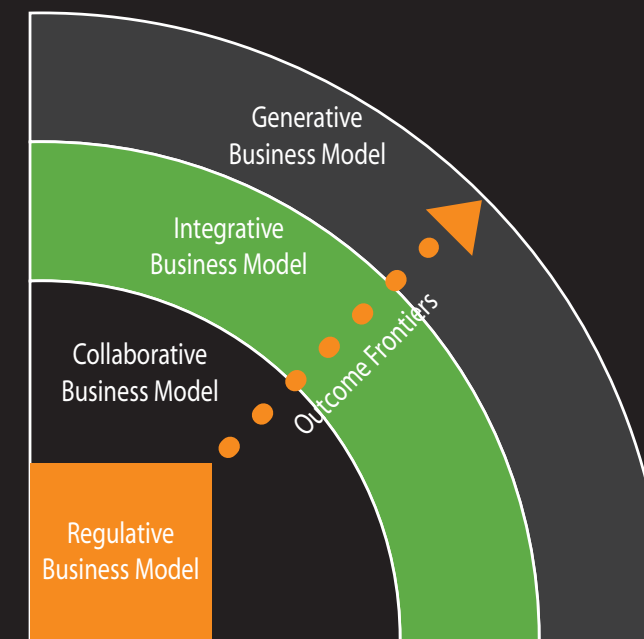 Generative
Business Model
Integrative
Business Model
Outcome Frontiers
Collaborative
Business Model
Regulative
Business Model